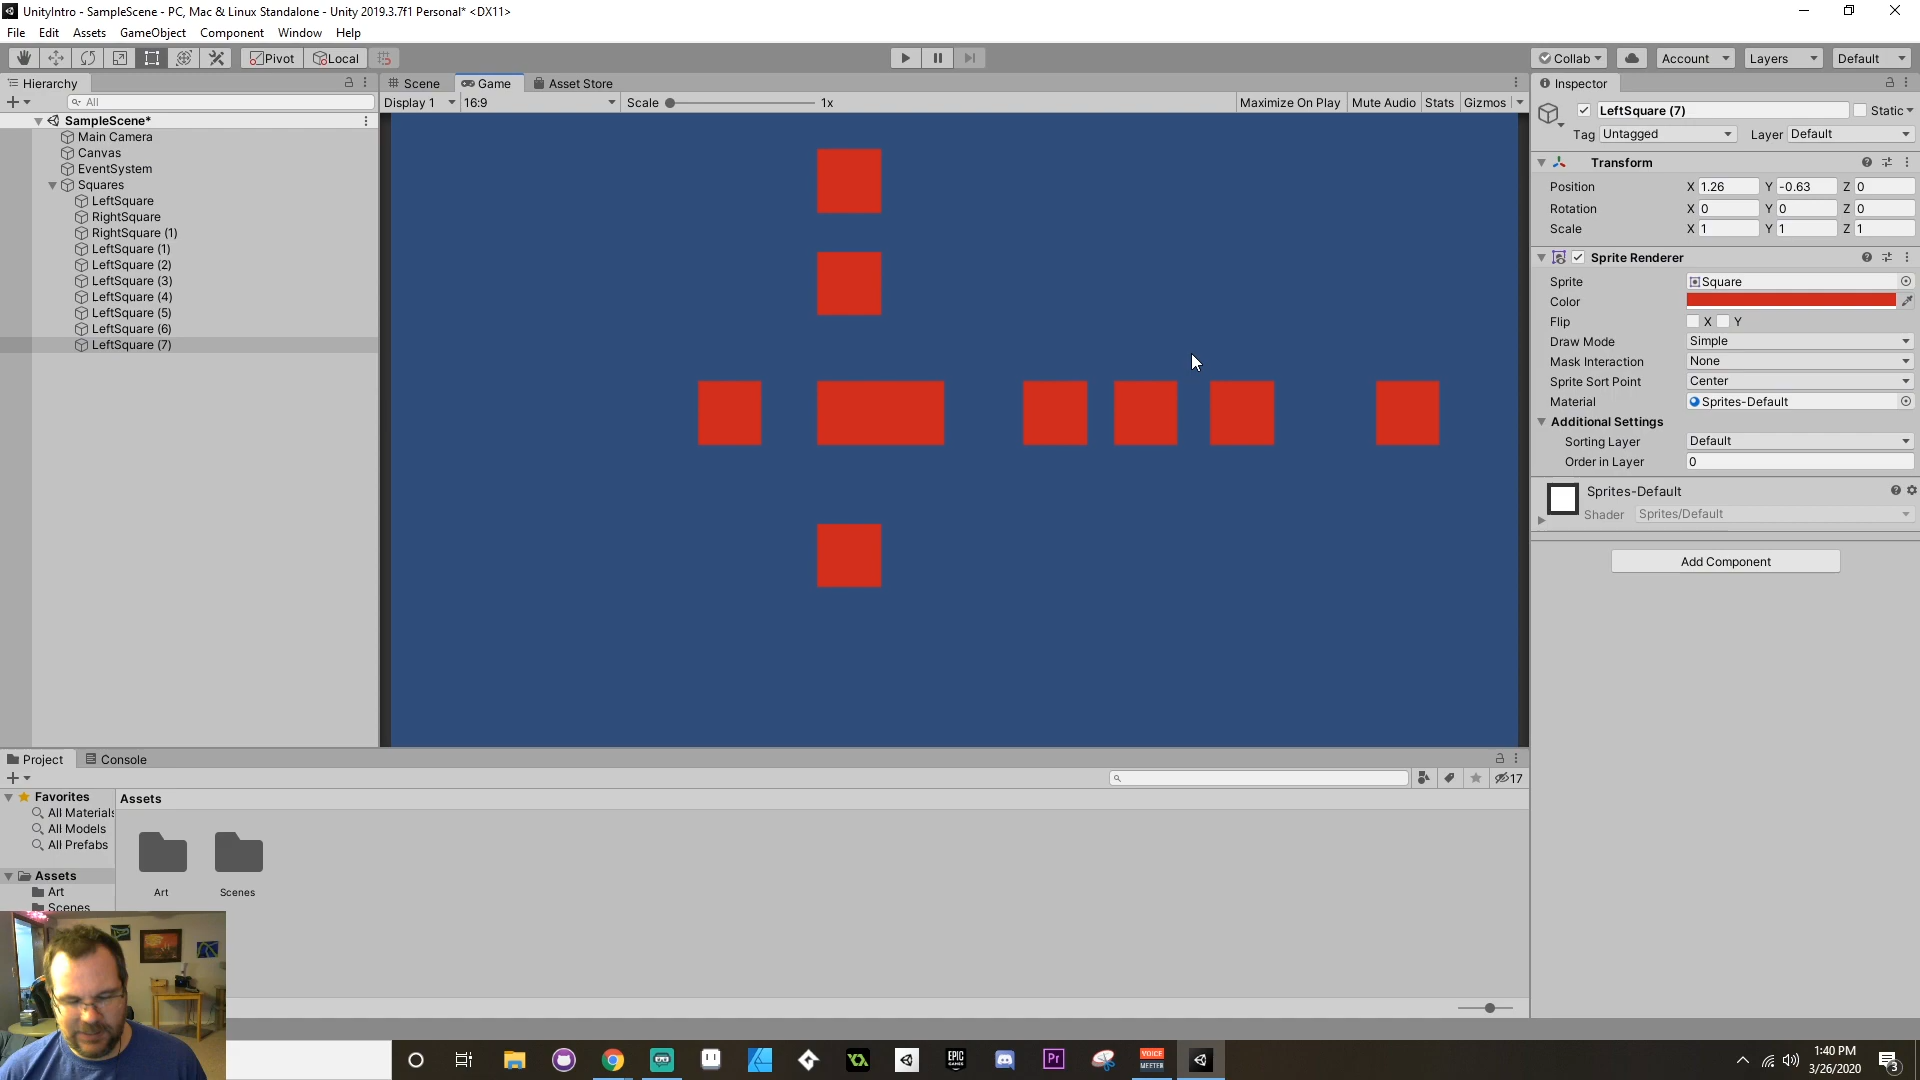 UnityIntro - SampleScene - PC, Mac & Linux Standalone - Unity 2019.3.7f1 Personal* <DX11>
File Edit Assets GameObject Component Window Help
Pivot Local Collab Account Layers Default
Hierarchy
All
SampleScene*
Main Camera
Canvas
EventSystem
Squares
LeftSquare
RightSquare
RightSquare (1)
LeftSquare (1)
LeftSquare (2)
LeftSquare (3)
LeftSquare (4)
LeftSquare (5)
LeftSquare (6)
LeftSquare (7)
Scene Game Asset Store
Display 1 16:9 Scale 1x Maximize On Play Mute Audio Stats Gizmos
Inspector
LeftSquare (7) Static
Tag Untagged Layer Default
Transform
Position X 1.26 Y -0.63 Z 0
Rotation X 0 Y 0 Z 0
Scale X 1 Y 1 Z 1
Sprite Renderer
Sprite Square
Color
Flip X Y
Draw Mode Simple
Mask Interaction None
Sprite Sort Point Center
Material Sprites-Default
Additional Settings
Sorting Layer Default
Order in Layer 0
Sprites-Default
Shader Sprites/Default
Add Component
Project Console
17
Favorites
All Materials
All Models
All Prefabs
Assets
Art
Scenes
Assets
Art Scenes
EPIC GAMES
Pr
VOICE MEETER
1:40 PM
3/26/2020
3